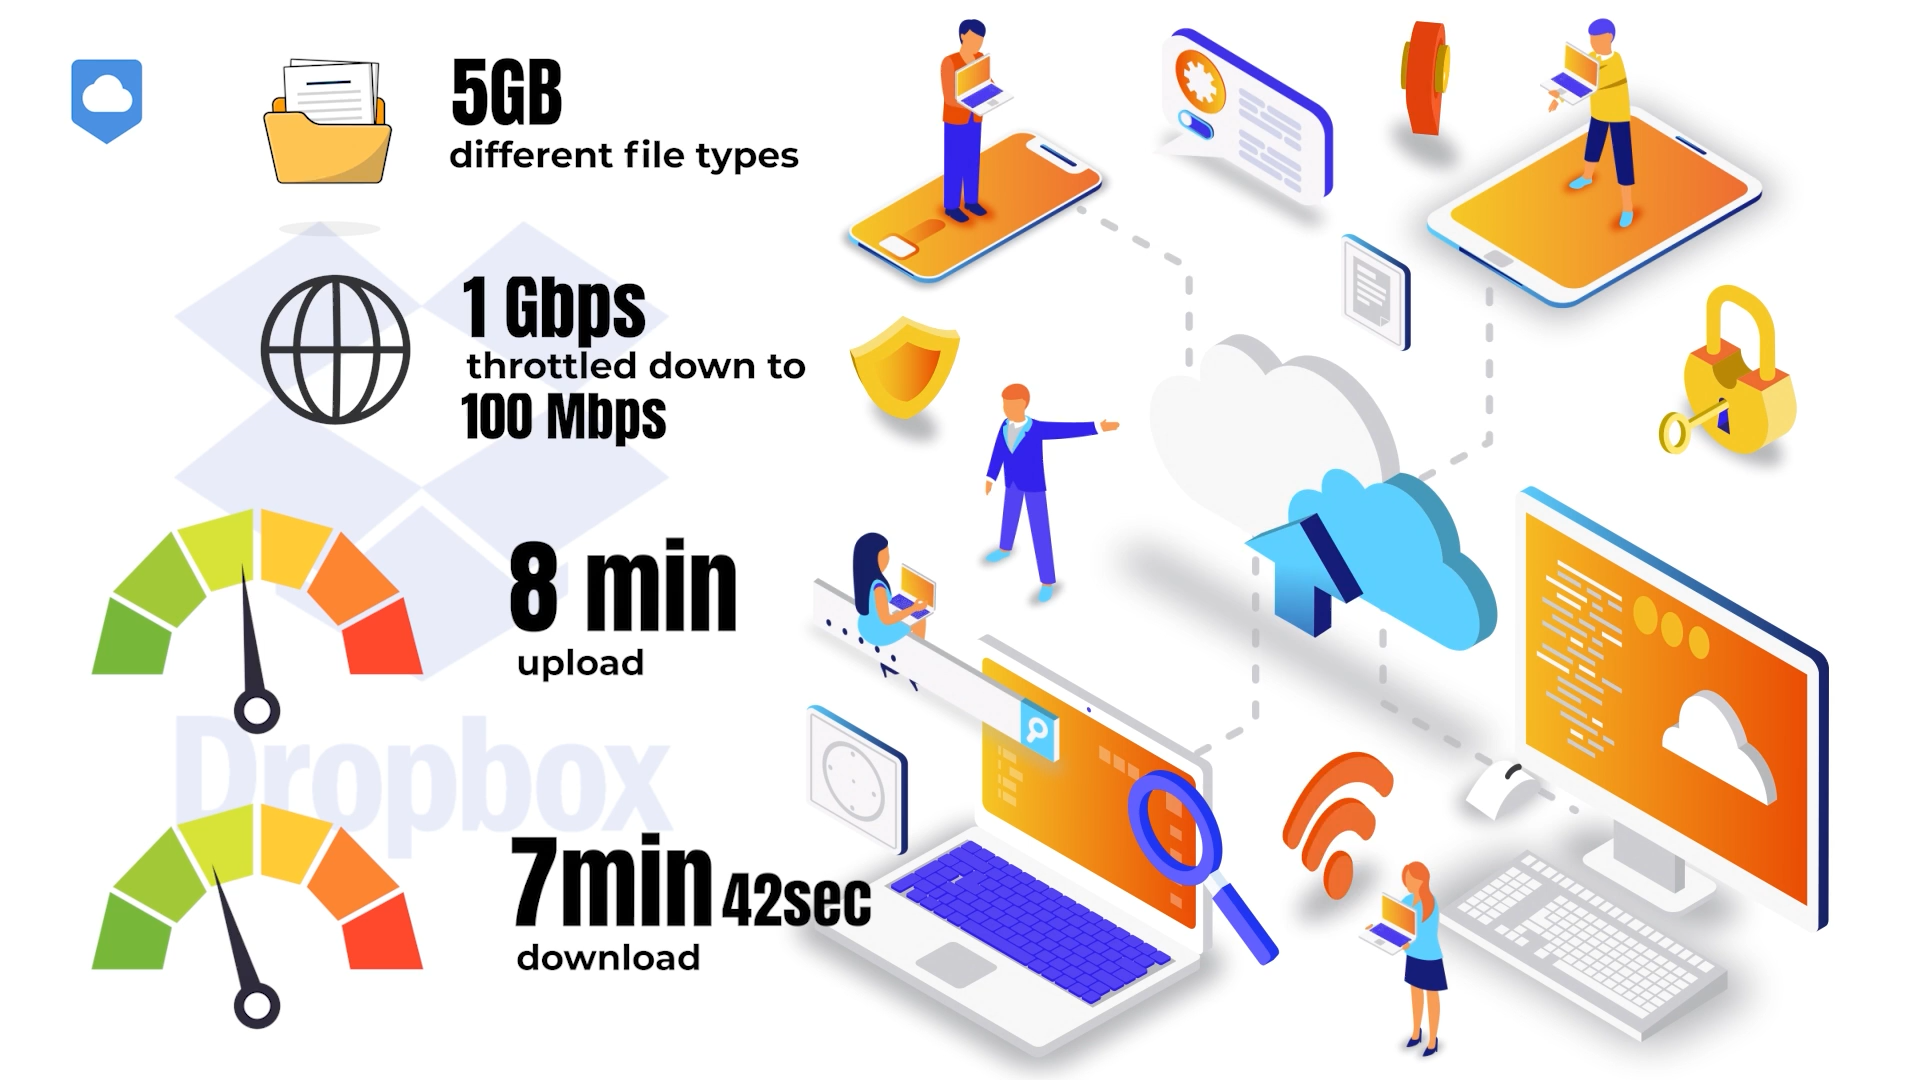 5GB
different file types
1 Gbps
throttled down to
100 Mbps
8 min
upload
Dropbox
7min 42sec
download